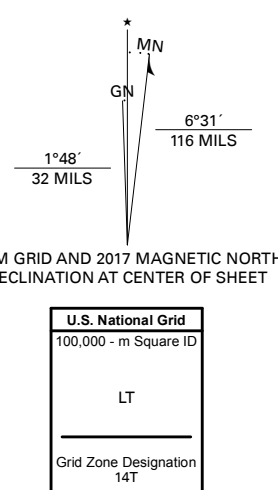 ★
MN
GN
6°31´
116 MILS
1°48´
32 MILS
M GRID AND 2017 MAGNETIC NORTH
ECLINATION AT CENTER OF SHEET
U.S. National Grid
100,000 - m Square ID
LT
Grid Zone Designation
14T